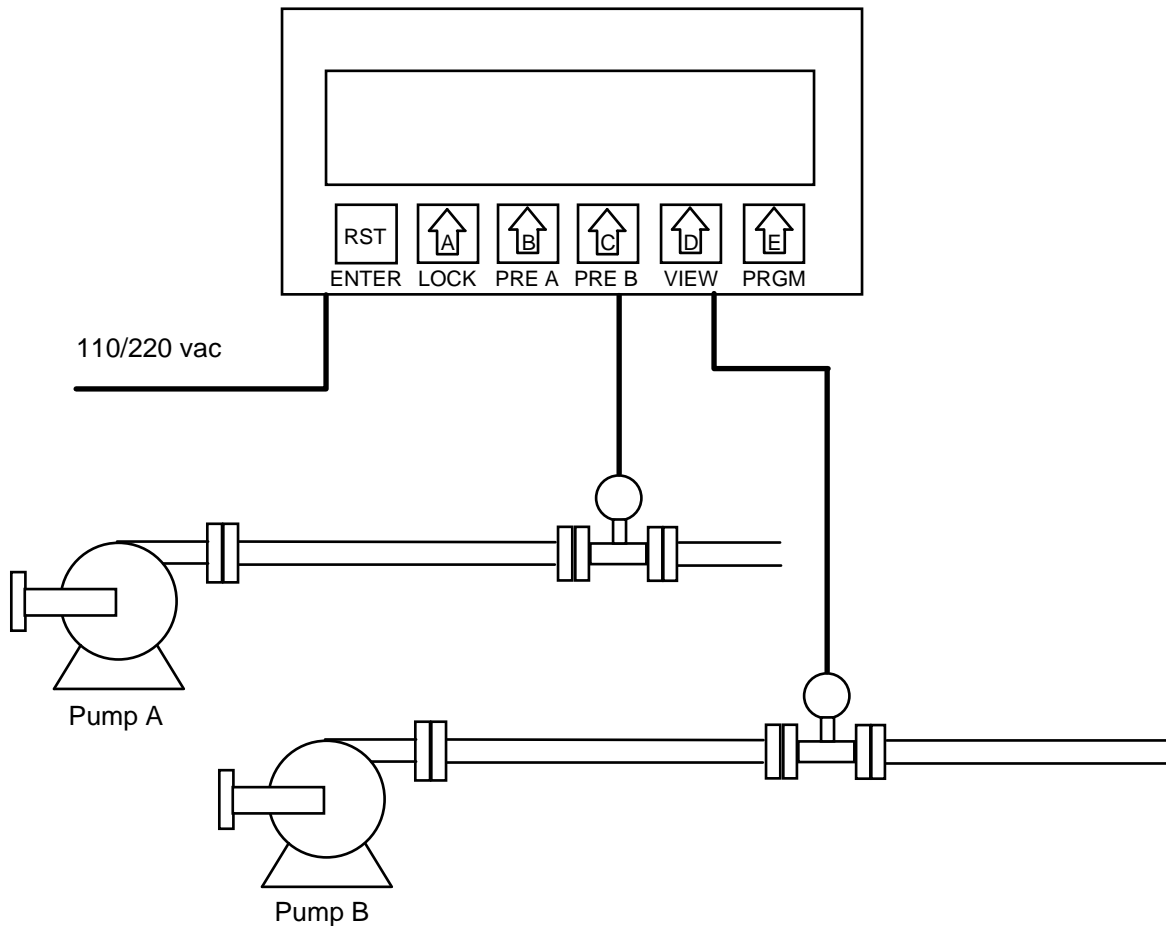 RST A B C D E
ENTER LOCK PRE A PRE B VIEW PRGM
110/220 vac
Pump A
Pump B